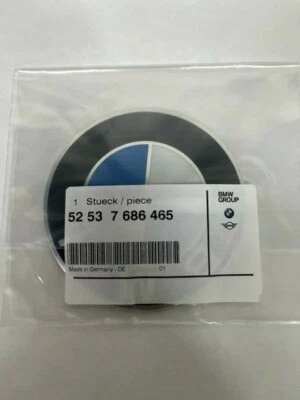 1 Stueck / piece
52 53 7 686 465
Made in Germany - DE 01
BMW
GROUP